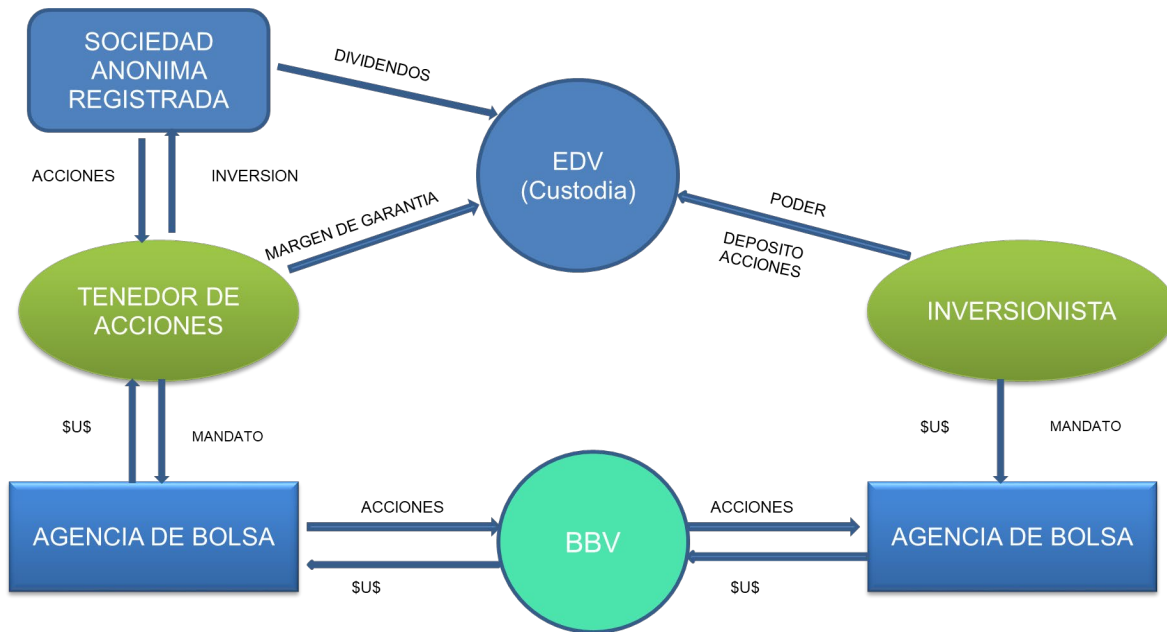 SOCIEDAD
ANONIMA
REGISTRADA
DIVIDENDOS
EDV
(Custodia)
ACCIONES
INVERSION
MARGEN DE GARANTIA
PODER
DEPOSITO
ACCIONES
TENEDOR DE
ACCIONES
INVERSIONISTA
$U$
MANDATO
$U$
MANDATO
AGENCIA DE BOLSA
ACCIONES
$U$
BBV
ACCIONES
$U$
AGENCIA DE BOLSA